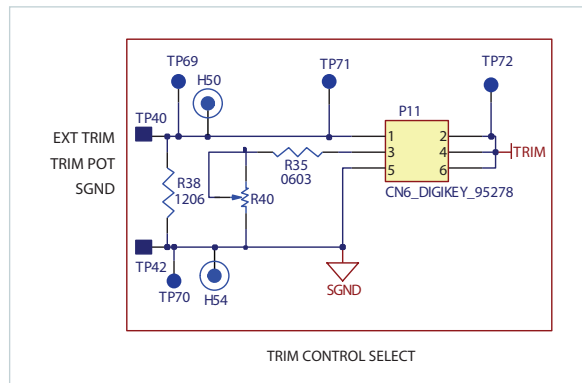 TP69
H50
TP71
TP72
TP40
P11
EXT TRIM
TRIM POT
SGND
R38
1206
R40
R35
0603
1
3
5
2
4
6
TRIM
CN6_DIGIKEY_95278
TP42
TP70
H54
SGND
TRIM CONTROL SELECT